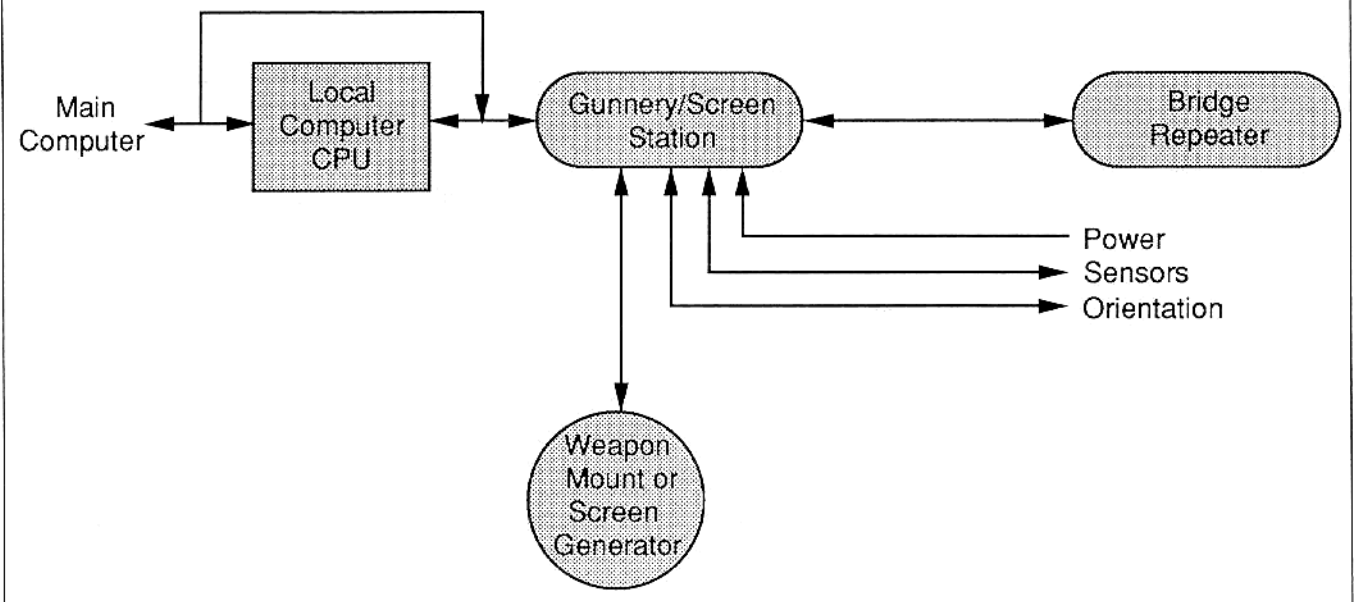 Main
Computer
Local
Computer
CPU
Gunnery/Screen
Station
Bridge
Repeater
Power
Sensors
Orientation
Weapon
Mount or
Screen
Generator